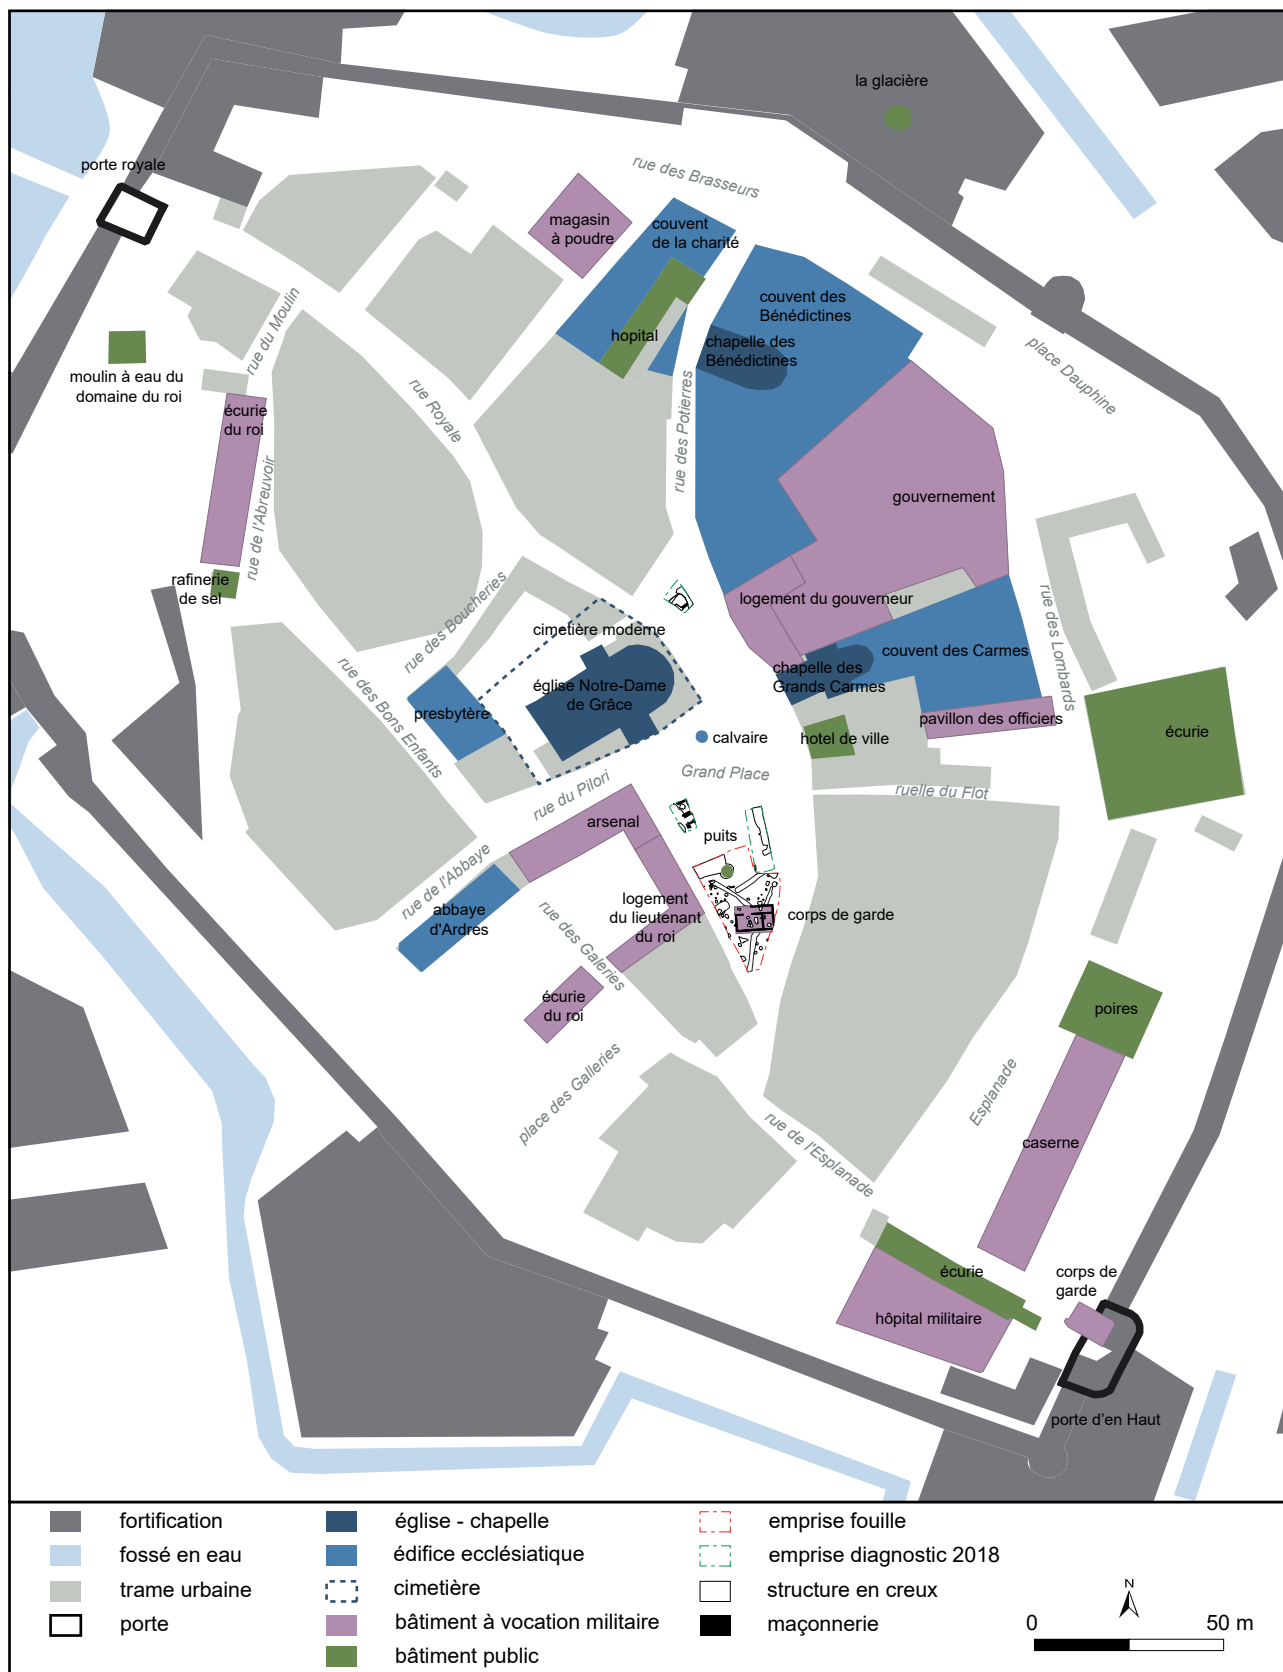 la glacière
porte royale
rue des Brasseurs
magasin
à poudre
couvent
de la charité
couvent des
Bénédictines
hopital
chapelle des
Bénédictines
place Dauphine
rue du Moulin
moulin à eau du
domaine du roi
rue Royale
écurie
du roi
rue des Potierres
gouvernement
rue de l'Abreuvoir
rafinerie
de sel
rue des Boucheries
cimetière moderne
logement du gouverneur
rue des Lombards
couvent des Carmes
chapelle des
Grands Carmes
église Notre-Dame
de Grâce
rue des Bons Enfants
presbytère
pavillon des officiers
calvaire
hotel de ville
écurie
Grand Place
rue du Pilori
ruelle du Flot
arsenal
puits
rue de l'Abbaye
abbaye
d'Ardres
logement
du lieutenant
du roi
corps de garde
rue des Galeries
écurie
du roi
poires
place des Galleries
Esplanade
caserne
rue de l'Esplanade
écurie
corps de
garde
hôpital militaire
porte d'en Haut
fortification
fossé en eau
trame urbaine
porte
église - chapelle
édifice ecclésiatique
cimetière
bâtiment à vocation militaire
bâtiment public
emprise fouille
emprise diagnostic 2018
structure en creux
maçonnerie
N
0 50 m